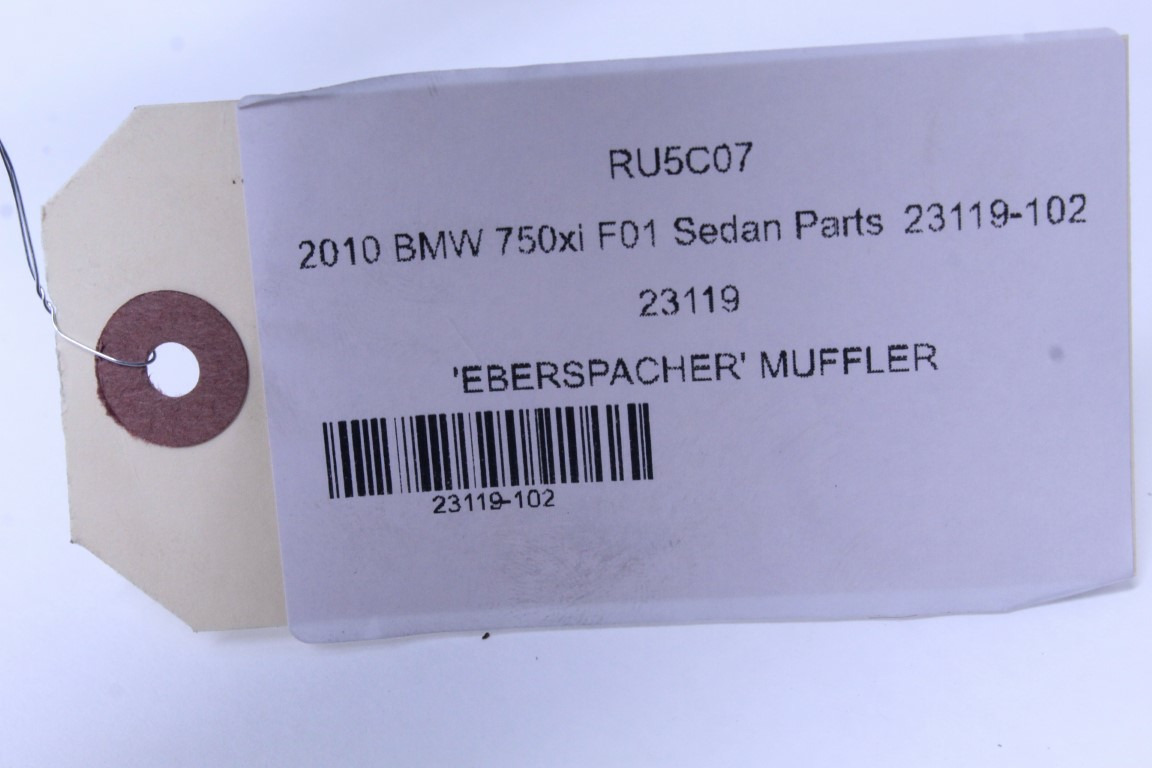 RU5C07
2010 BMW 750xi F01 Sedan Parts 23119-102
23119
'EBERSPACHER' MUFFLER
23119-102